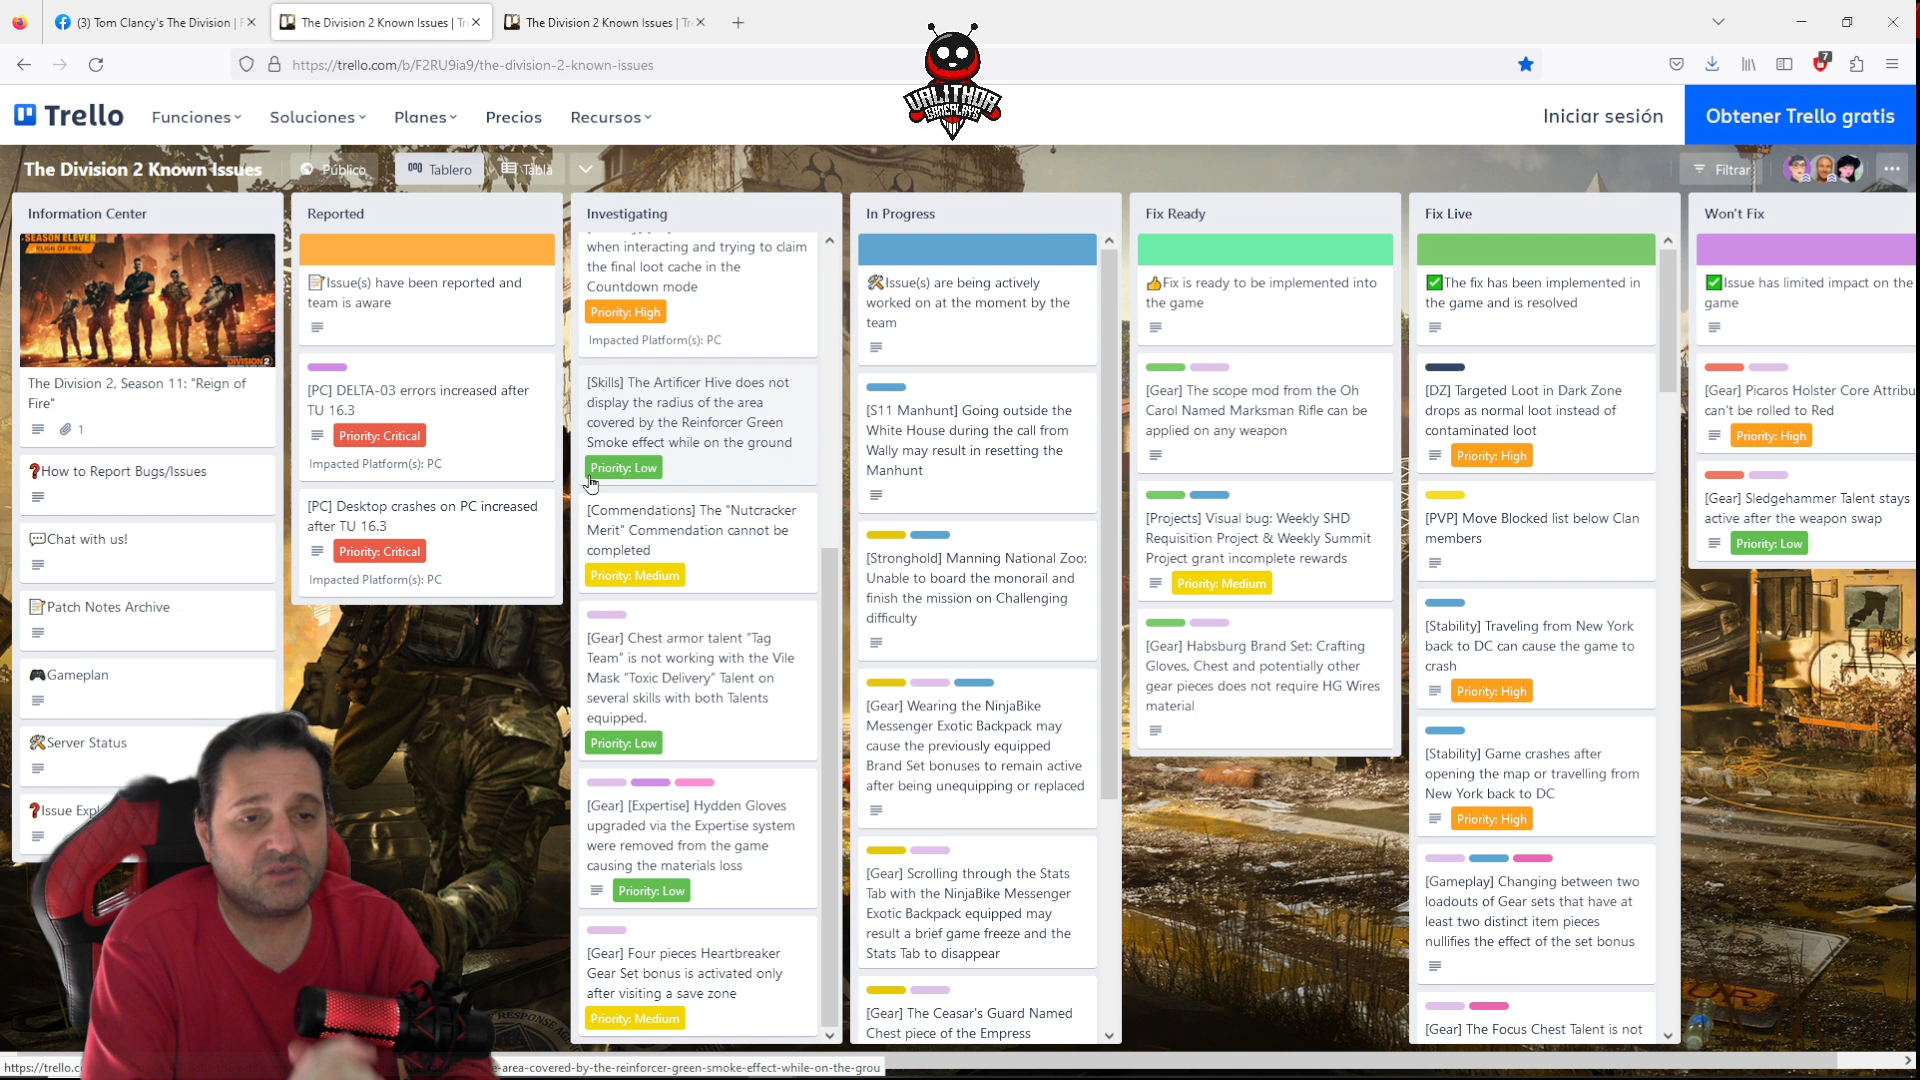 (3) Tom Clancy's The Division | F
The Division 2 Known Issues | Tr
The Division 2 Known Issues | Tr
https://trello.com/b/F2RU9ia9/the-division-2-known-issues
7
VALITHOR
GAMEPLAYS
Trello
Funciones
Soluciones
Planes
Precios
Recursos
Iniciar sesión
Obtener Trello gratis
The Division 2 Known Issues
Público
Tablero
Tabla
Filtrar
Information Center
SEASON ELEVEN
REIGN OF FIRE
The Division 2, Season 11: "Reign of
Fire"
1
How to Report Bugs/Issues
Chat with us!
Patch Notes Archive
Gameplan
Server Status
Reported
Issue(s) have been reported and
team is aware
[PC] DELTA-03 errors increased after
TU 16.3
Priority: Critical
Impacted Platform(s): PC
[PC] Desktop crashes on PC increased
after TU 16.3
Priority: Critical
Impacted Platform(s): PC
Investigating
when interacting and trying to claim
the final loot cache in the
Countdown mode
Priority: High
Impacted Platform(s): PC
[Skills] The Artificer Hive does not
display the radius of the area
covered by the Reinforcer Green
Smoke effect while on the ground
Priority: Low
[Commendations] The "Nutcracker
Merit" Commendation cannot be
completed
Priority: Medium
[Gear] Chest armor talent “Tag
Team” is not working with the Vile
Mask “Toxic Delivery” Talent on
several skills with both Talents
equipped.
Priority: Low
[Gear] [Expertise] Hydden Gloves
upgraded via the Expertise system
were removed from the game
causing the materials loss
Priority: Low
[Gear] Four pieces Heartbreaker
Gear Set bonus is activated only
after visiting a save zone
Priority: Medium
In Progress
Issue(s) are being actively
worked on at the moment by the
team
[S11 Manhunt] Going outside the
White House during the call from
Wally may result in resetting the
Manhunt
[Stronghold] Manning National Zoo:
Unable to board the monorail and
finish the mission on Challenging
difficulty
[Gear] Wearing the NinjaBike
Messenger Exotic Backpack may
cause the previously equipped
Brand Set bonuses to remain active
after being unequipping or replaced
[Gear] Scrolling through the Stats
Tab with the NinjaBike Messenger
Exotic Backpack equipped may
result a brief game freeze and the
Stats Tab to disappear
[Gear] The Ceasar's Guard Named
Chest piece of the Empress
Fix Ready
Fix is ready to be implemented into
the game
[Gear] The scope mod from the Oh
Carol Named Marksman Rifle can be
applied on any weapon
[Projects] Visual bug: Weekly SHD
Requisition Project & Weekly Summit
Project grant incomplete rewards
Priority: Medium
[Gear] Habsburg Brand Set: Crafting
Gloves, Chest and potentially other
gear pieces does not require HG Wires
material
Fix Live
The fix has been implemented in
the game and is resolved
[DZ] Targeted Loot in Dark Zone
drops as normal loot instead of
contaminated loot
Priority: High
[PVP] Move Blocked list below Clan
members
[Stability] Traveling from New York
back to DC can cause the game to
crash
Priority: High
[Stability] Game crashes after
opening the map or travelling from
New York back to DC
Priority: High
[Gameplay] Changing between two
loadouts of Gear sets that have at
least two distinct item pieces
nullifies the effect of the set bonus
[Gear] The Focus Chest Talent is not
Won't Fix
Issue has limited impact on the
game
[Gear] Picaros Holster Core Attribu
can't be rolled to Red
Priority: High
[Gear] Sledgehammer Talent stays
active after the weapon swap
Priority: Low
https://trello.c
e-area-covered-by-the-reinforcer-green-smoke-effect-while-on-the-grou